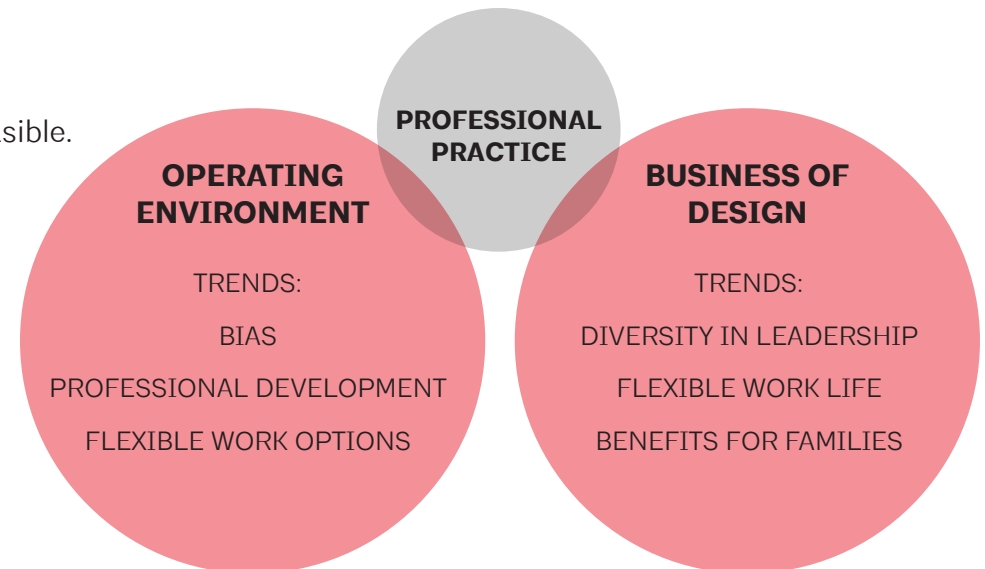 PROFESSIONAL
PRACTICE
OPERATING
ENVIRONMENT
TRENDS:
BIAS
PROFESSIONAL DEVELOPMENT
FLEXIBLE WORK OPTIONS
BUSINESS OF
DESIGN
TRENDS:
DIVERSITY IN LEADERSHIP
FLEXIBLE WORK LIFE
BENEFITS FOR FAMILIES